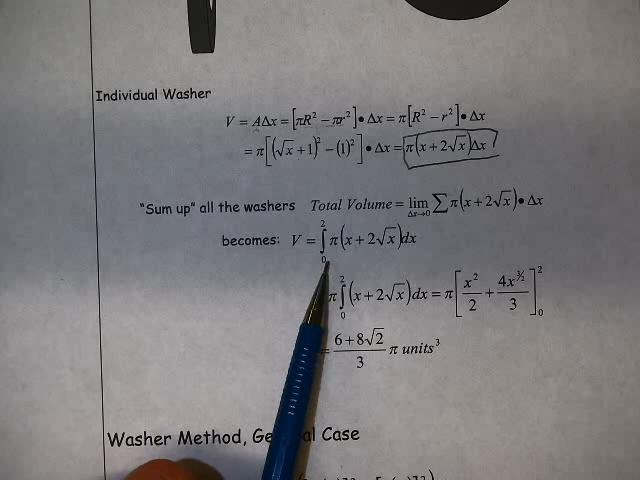 Individual Washer
V = AΔx = [πR² − πr²]•Δx = π[R² − r²]•Δx
= π[(√x + 1)² − (1)²]•Δx = π(x + 2√x)Δx
"Sum up" all the washers Total Volume = lim Δx→0 ∑ π(x + 2√x)•Δx
becomes: V = ∫₀² π(x + 2√x)dx
π∫₀² (x + 2√x)dx = π[x²/2 + 4x^(3/2)/3]₀²
= (6 + 8√2)/3 π units³
Washer Method, Ge al Case